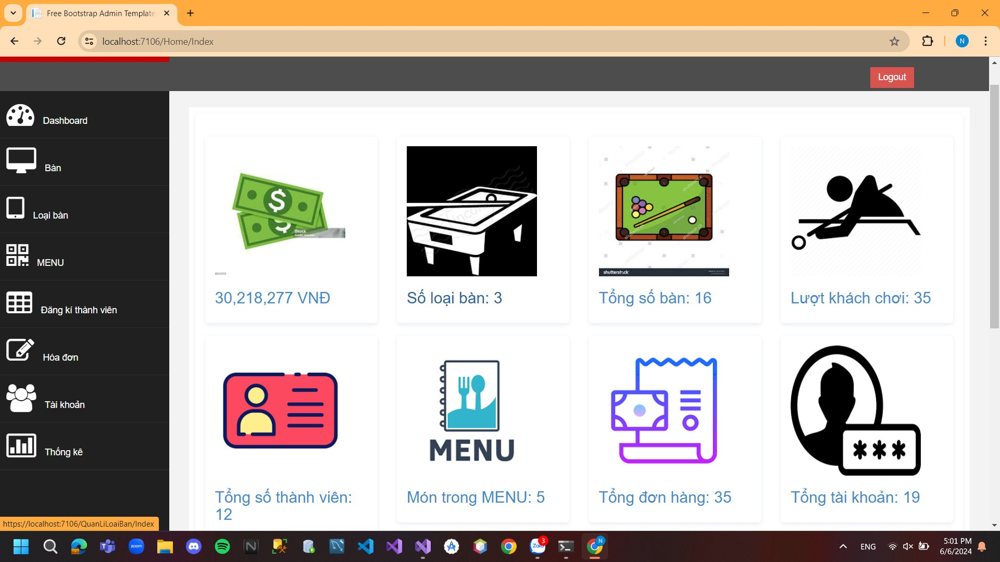 Free Bootstrap Admin Template
localhost:7106/Home/Index
N
Logout
Dashboard
Bàn
Loại bàn
MENU
Đăng kí thành viên
Hóa đơn
Tài khoản
Thống kê
$
$
iStock
shutterstock
30,218,277 VNĐ
Số loại bàn: 3
Tổng số bàn: 16
Lượt khách chơi: 35
MENU
***
Tổng số thành viên:
12
Món trong MENU: 5
Tổng đơn hàng: 35
Tổng tài khoản: 19
https://localhost:7106/QuanLiLoaiBan/Index
zoom
Zalo
3
N
ENG
5:01 PM
6/6/2024